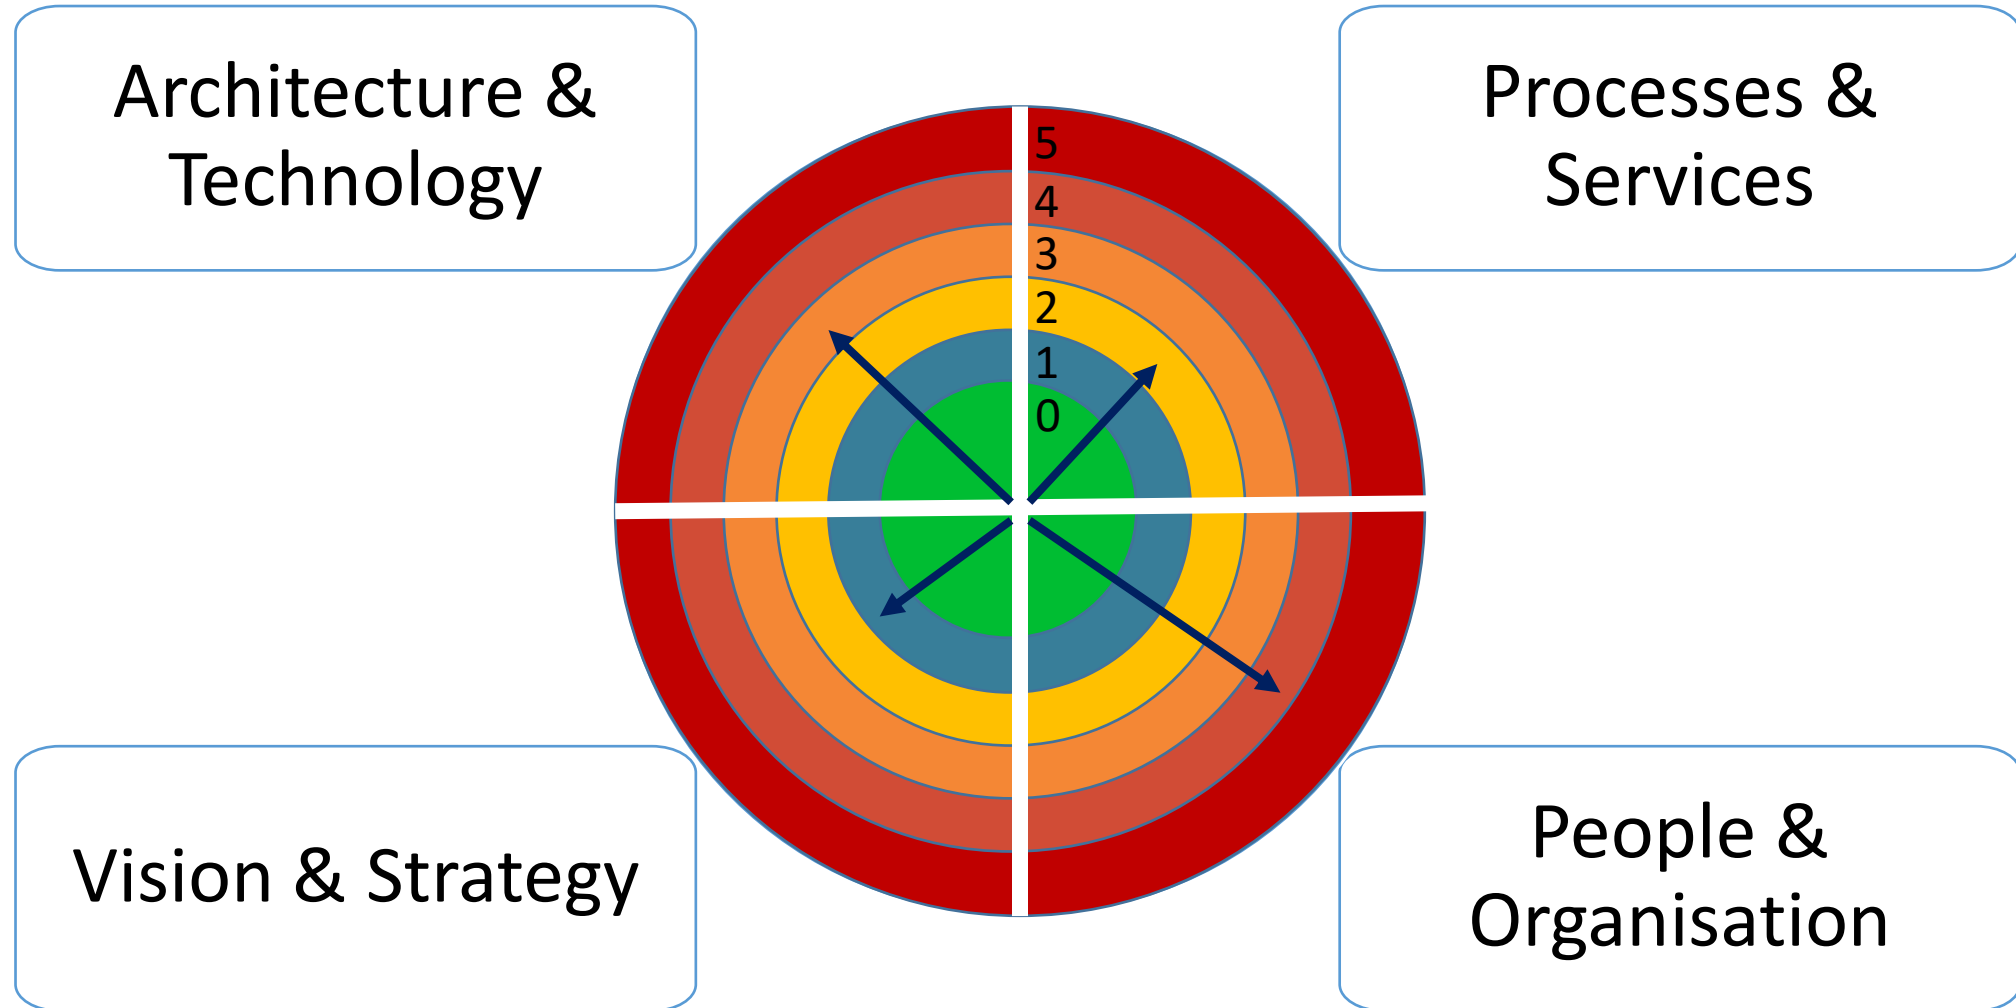 Architecture &
Technology
Processes &
Services
5
4
3
2
1
0
Vision & Strategy
People &
Organisation